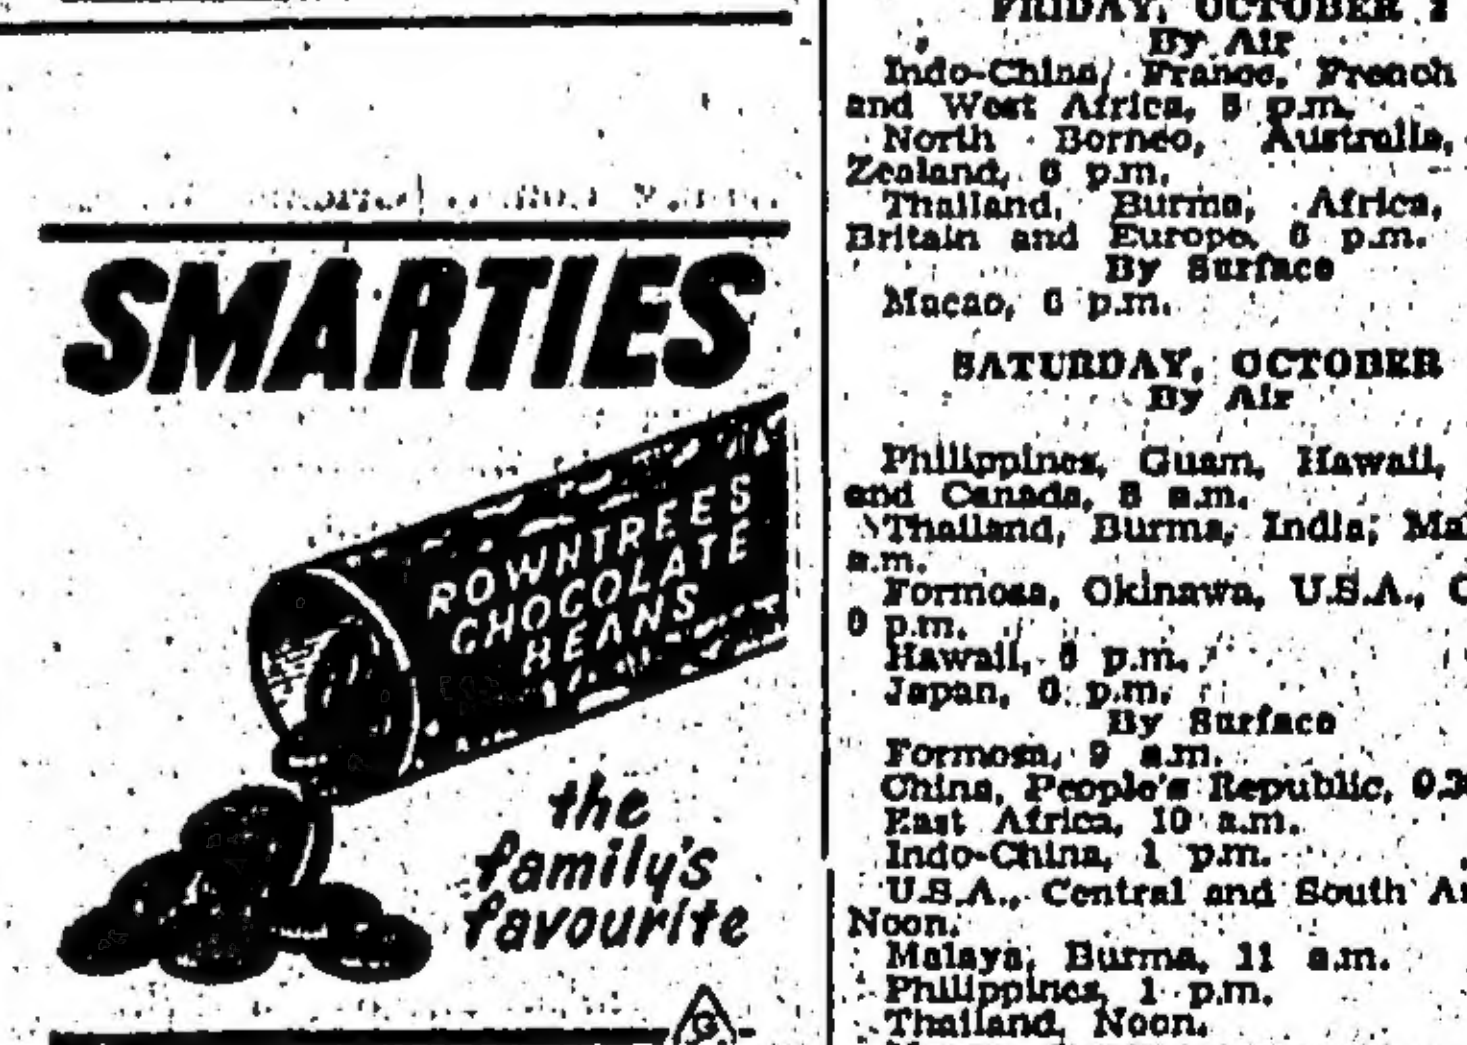 SMARTIES
ROWNTREES
CHOCOLATE
BEANS
the
family's
favourite
FRIDAY, OCTOBER
By Air
Indo-China, France, French
and West Africa, p.m.
North Borneo, Australia,
Zealand, 6 p.m.
Thailand, Burma, Africa,
Britain and Europe, 6 p.m.
By Surface
Macao, 6 p.m.
SATURDAY, OCTOBER
By Air
Philippines, Guam, Hawaii,
and Canada, 8 a.m.
Thailand, Burma, India,
a.m.
Formosa, Okinawa, U.S.A.,
p.m.
Hawaii, p.m.
Japan, 6 p.m.
By Surface
Formosa, 9 a.m.
China, People's Republic,
East Africa, 10 a.m.
Indo-China, 1 p.m.
U.S.A., Central and South
Noon.
Malaya, Burma, 11 a.m.
Philippines, 1 p.m.
Thailand, Noon.